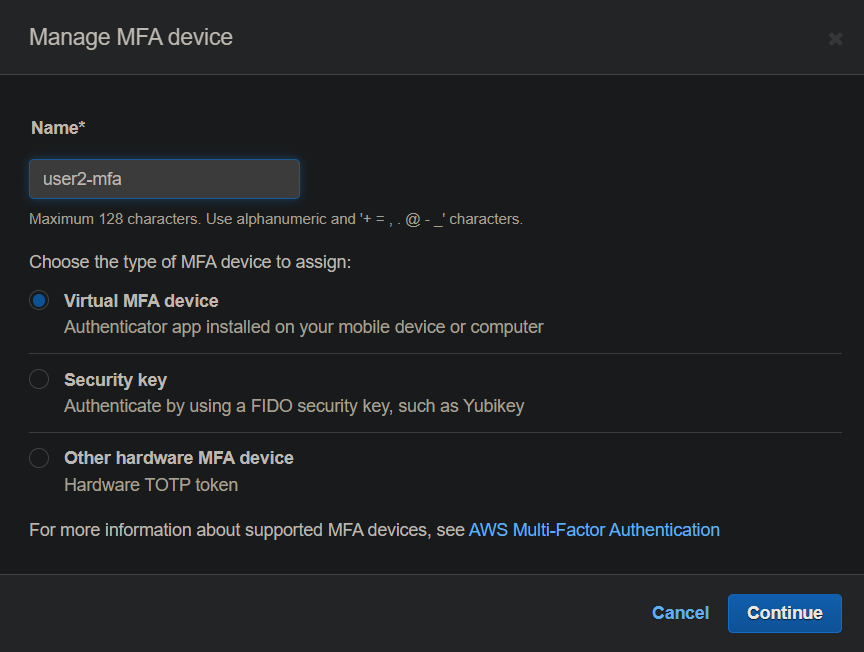 Manage MFA device
Name*
user2-mfa
Maximum 128 characters. Use alphanumeric and '+ = , . @ - _' characters.
Choose the type of MFA device to assign:
Virtual MFA device
Authenticator app installed on your mobile device or computer
Security key
Authenticate by using a FIDO security key, such as Yubikey
Other hardware MFA device
Hardware TOTP token
For more information about supported MFA devices, see AWS Multi-Factor Authentication
Cancel Continue